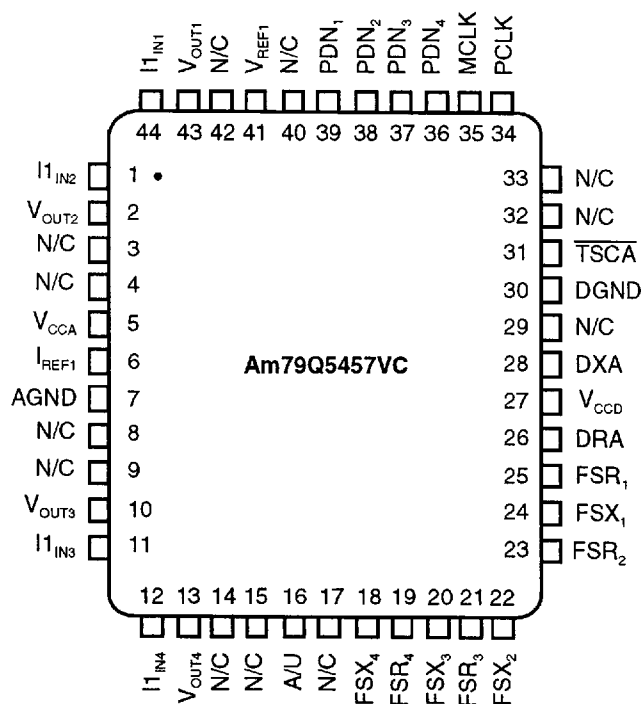 I1IN1 VOUT1 N/C VREF1 N/C PDN1 PDN2 PDN3 PDN4 MCLK PCLK
44 43 42 41 40 39 38 37 36 35 34
I1IN2 1 33 N/C
VOUT2 2 32 N/C
N/C 3 31 TSCA
N/C 4 30 DGND
VCCA 5 29 N/C
IREF1 6 Am79Q5457VC 28 DXA
AGND 7 27 VCCD
N/C 8 26 DRA
N/C 9 25 FSR1
VOUT3 10 24 FSX1
I1IN3 11 23 FSR2
12 13 14 15 16 17 18 19 20 21 22
I1IN4 VOUT4 N/C N/C A/U N/C FSX4 FSR4 FSX3 FSR3 FSX2